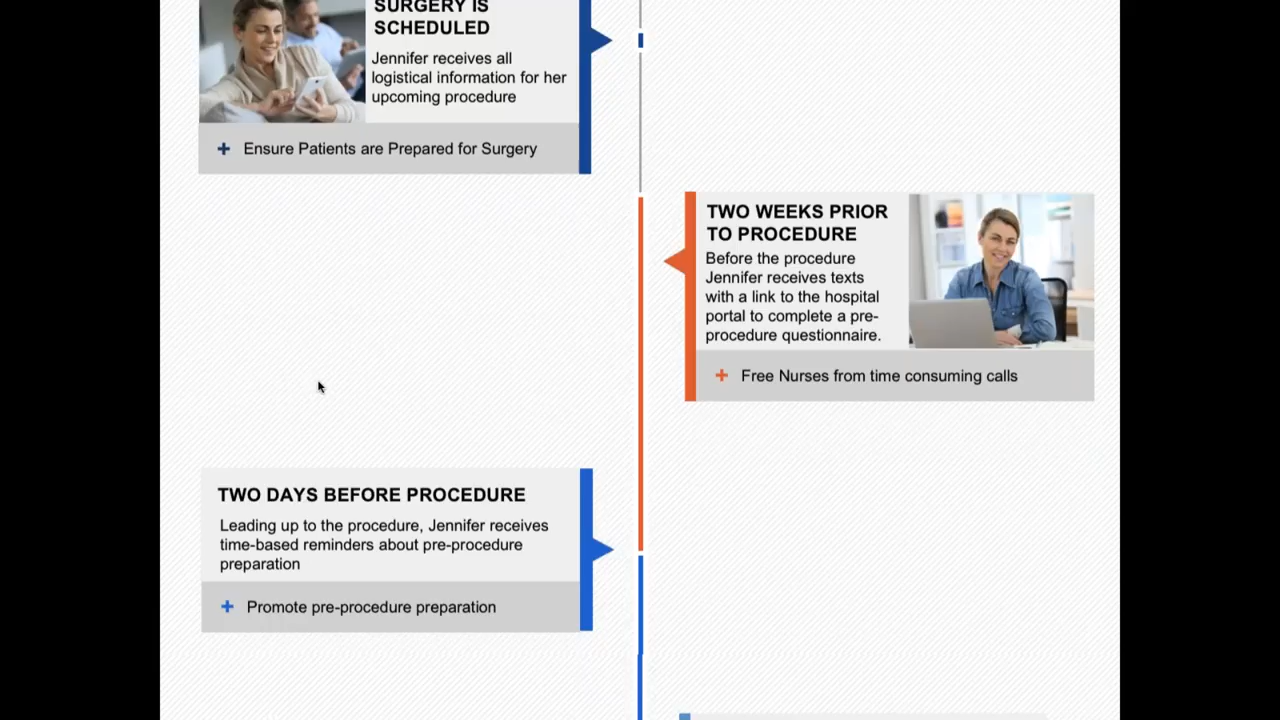 SURGERY IS
SCHEDULED
Jennifer receives all
logistical information for her
upcoming procedure
Ensure Patients are Prepared for Surgery
TWO WEEKS PRIOR
TO PROCEDURE
Before the procedure
Jennifer receives texts
with a link to the hospital
portal to complete a pre-
procedure questionnaire.
Free Nurses from time consuming calls
TWO DAYS BEFORE PROCEDURE
Leading up to the procedure, Jennifer receives
time-based reminders about pre-procedure
preparation
Promote pre-procedure preparation